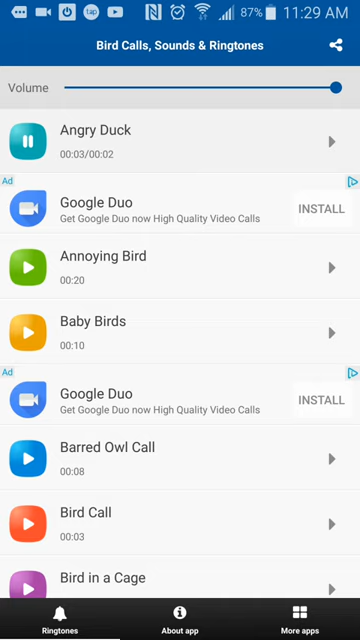 tap 87% 11:29 AM
Bird Calls, Sounds & Ringtones
Volume
Angry Duck
00:03/00:02
Ad
Google Duo
Get Google Duo now High Quality Video Calls
INSTALL
Annoying Bird
00:20
Baby Birds
00:10
Ad
Google Duo
Get Google Duo now High Quality Video Calls
INSTALL
Barred Owl Call
00:08
Bird Call
00:03
Bird in a Cage
Ringtones
About app
More apps